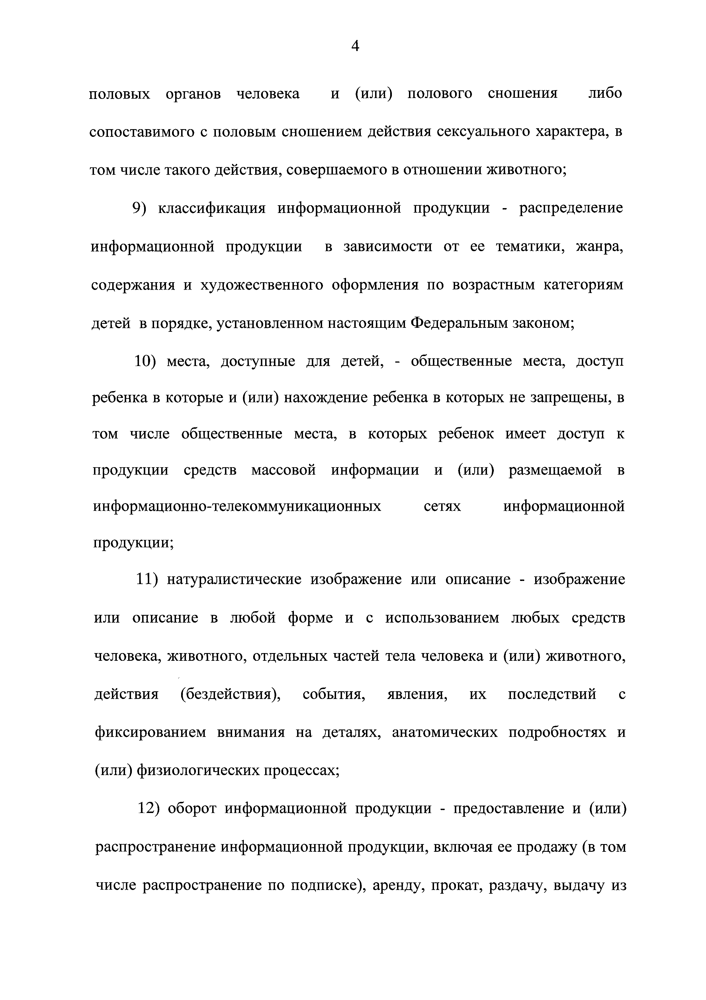 4
половых органов человека и (или) полового сношения либо
сопоставимого с половым сношением действия сексуального характера, в
том числе такого действия, совершаемого в отношении животного;
9) классификация информационной продукции - распределение
информационной продукции в зависимости от ее тематики, жанра,
содержания и художественного оформления по возрастным категориям
детей в порядке, установленном настоящим Федеральным законом;
10) места, доступные для детей, - общественные места, доступ
ребенка в которые и (или) нахождение ребенка в которых не запрещены, в
том числе общественные места, в которых ребенок имеет доступ к
продукции средств массовой информации и (или) размещаемой в
информационно-телекоммуникационных сетях информационной
продукции;
11) натуралистические изображение или описание - изображение
или описание в любой форме и с использованием любых средств
человека, животного, отдельных частей тела человека и (или) животного,
действия (бездействия), события, явления, их последствий с
фиксированием внимания на деталях, анатомических подробностях и
(или) физиологических процессах;
12) оборот информационной продукции - предоставление и (или)
распространение информационной продукции, включая ее продажу (в том
числе распространение по подписке), аренду, прокат, раздачу, выдачу из